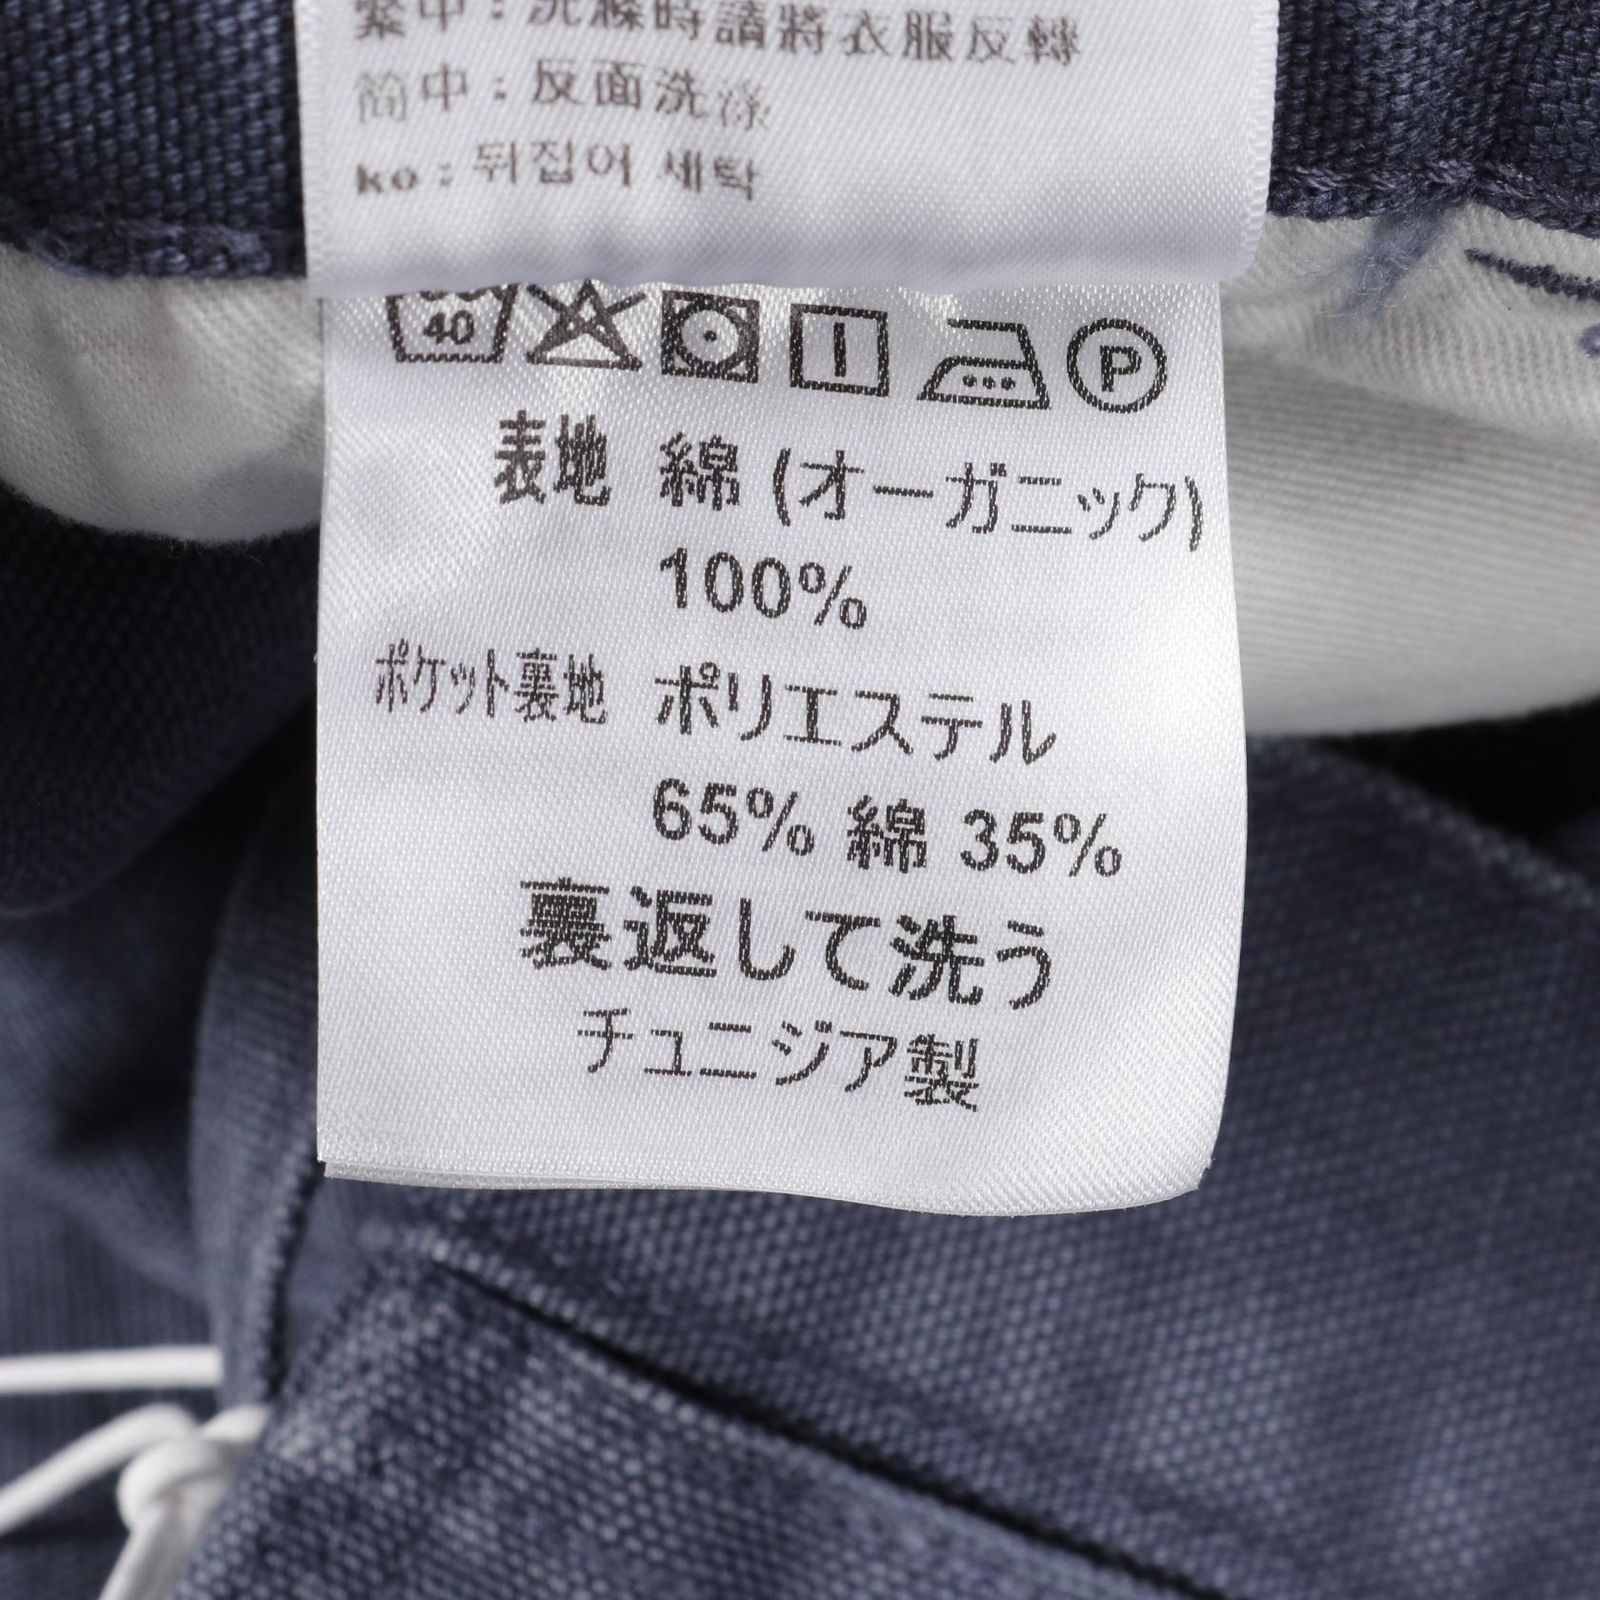 繁中：洗滌時請將衣服反轉
简中：反面洗涤
ko：뒤집어 세탁
40
P
表地 綿 (オーガニック)
100%
ポケット裏地 ポリエステル
65% 綿 35%
裏返して洗う
チュニジア製